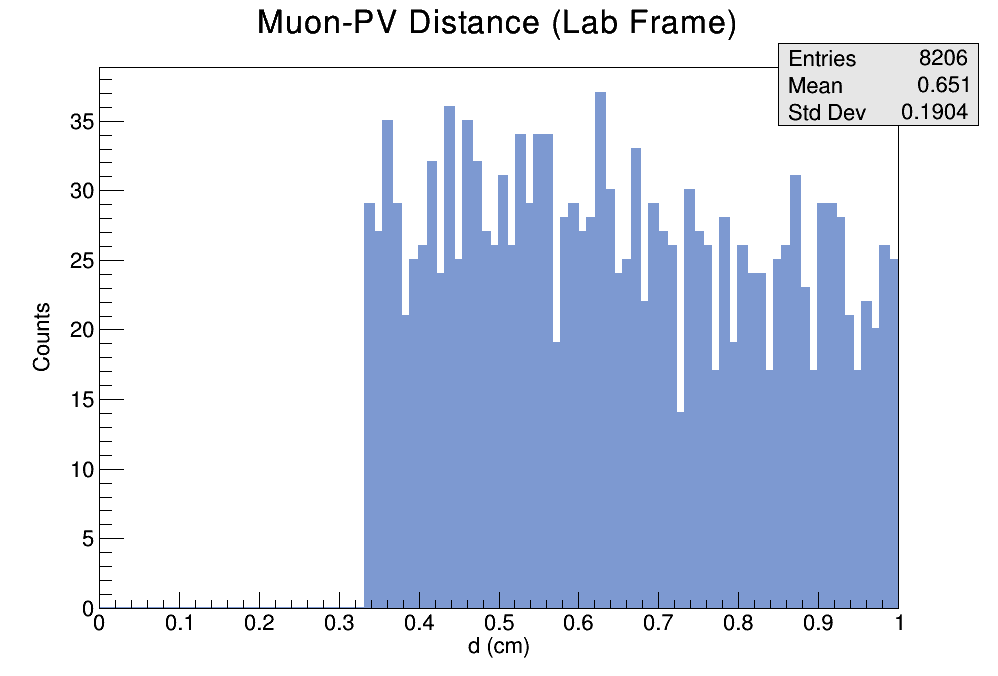 Muon-PV Distance (Lab Frame)
Entries 8206
Mean 0.651
Std Dev 0.1904
Counts
35
30
25
20
15
10
5
0
0 0.1 0.2 0.3 0.4 0.5 0.6 0.7 0.8 0.9 1
d (cm)